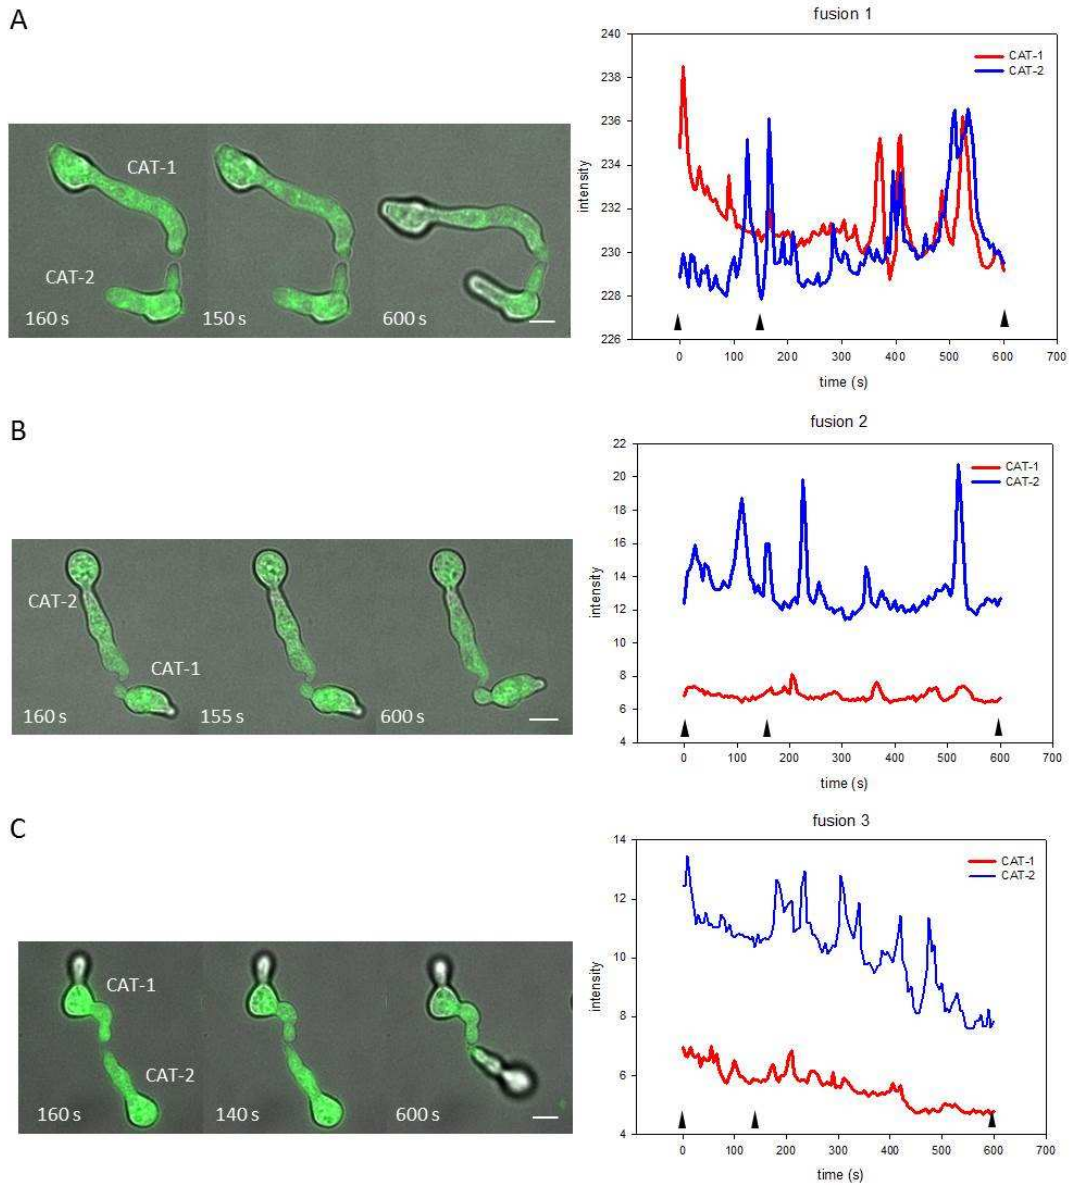 A
CAT-1
CAT-2
160 s
150 s
600 s
fusion 1
240
238
236
234
232
230
228
226
intensity
CAT-1
CAT-2
0 100 200 300 400 500 600 700
time (s)
B
CAT-2
CAT-1
160 s
155 s
600 s
fusion 2
22
20
18
16
14
12
10
8
6
4
intensity
CAT-1
CAT-2
0 100 200 300 400 500 600 700
time (s)
C
CAT-1
CAT-2
160 s
140 s
600 s
fusion 3
14
12
10
8
6
4
intensity
CAT-1
CAT-2
0 100 200 300 400 500 600 700
time (s)